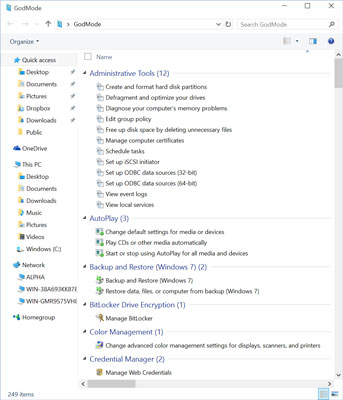 GodMode
GodMode
Search GodMode
Organize
Quick access
Desktop
Documents
Pictures
Dropbox
Downloads
Public
OneDrive
This PC
Desktop
Documents
Downloads
Music
Pictures
Videos
Windows (C:)
Network
ALPHA
WIN-38A693KK87E
WIN-GMR9S75VHL
Homegroup
Name
Administrative Tools (12)
Create and format hard disk partitions
Defragment and optimize your drives
Diagnose your computer's memory problems
Edit group policy
Free up disk space by deleting unnecessary files
Manage computer certificates
Schedule tasks
Set up iSCSI initiator
Set up ODBC data sources (32-bit)
Set up ODBC data sources (64-bit)
View event logs
View local services
AutoPlay (3)
Change default settings for media or devices
Play CDs or other media automatically
Start or stop using AutoPlay for all media and devices
Backup and Restore (Windows 7) (2)
Backup and Restore (Windows 7)
Restore data, files, or computer from backup (Windows 7)
BitLocker Drive Encryption (1)
Manage BitLocker
Color Management (1)
Change advanced color management settings for displays, scanners, and printers
Credential Manager (2)
Manage Web Credentials
249 items